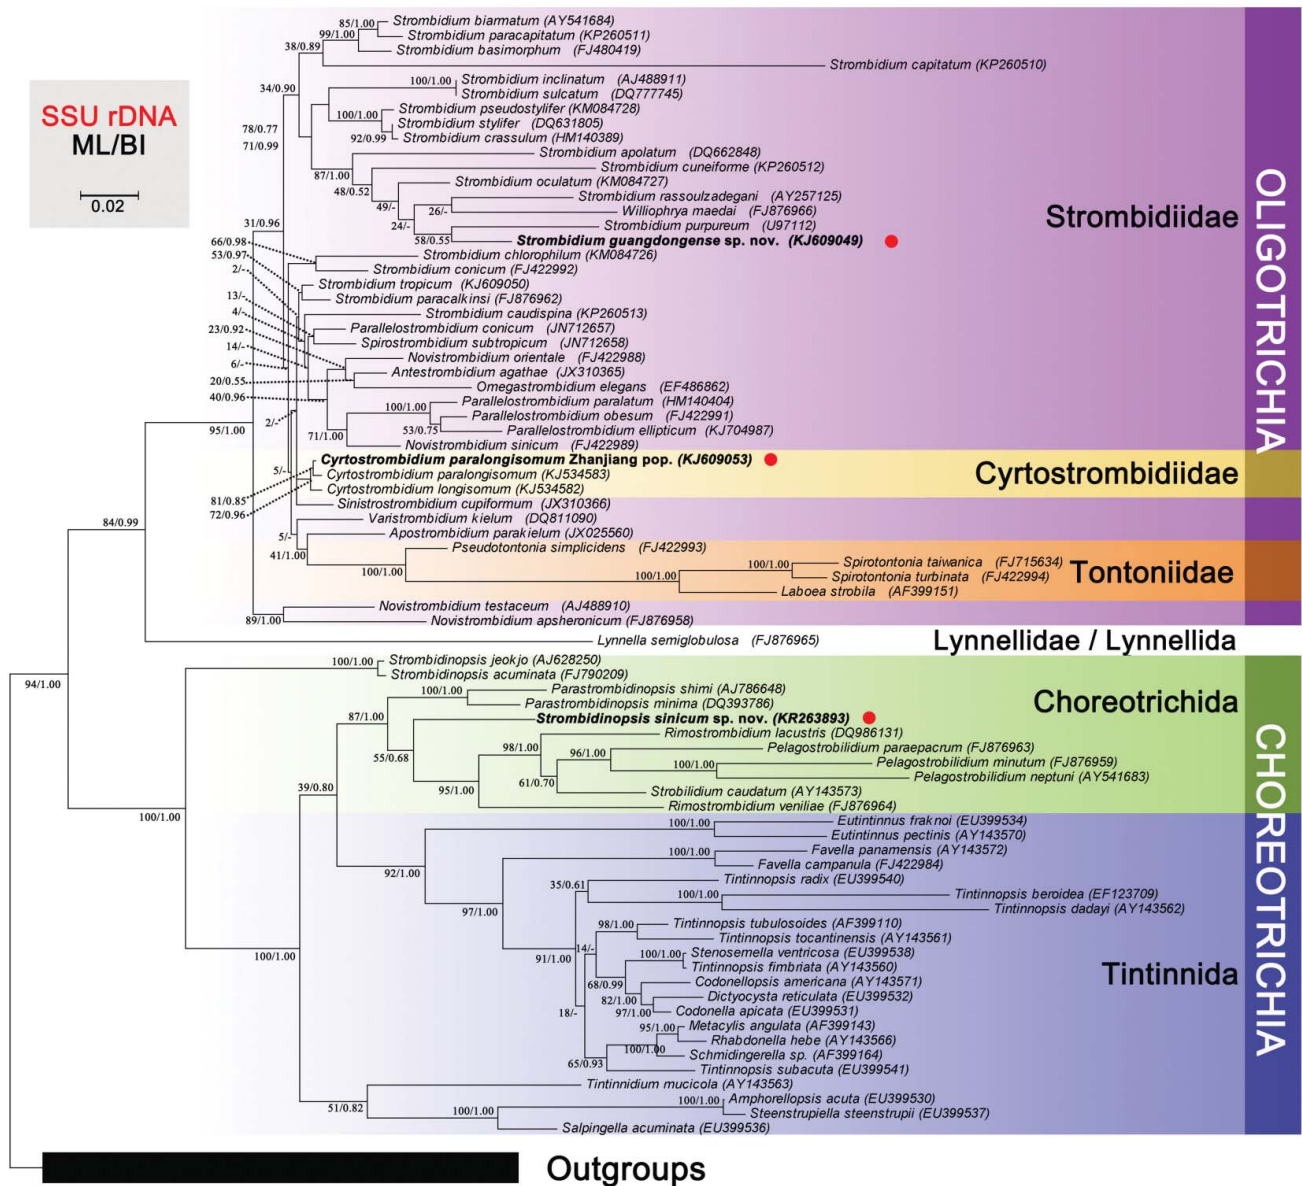 SSU rDNA
ML/BI
0.02
85/1.00
Strombidium biarmatum (AY541684)
99/1.00
Strombidium paracapitatum (KP260511)
38/0.89
Strombidium basimorphum (FJ480419)
Strombidium capitatum (KP260510)
34/0.90
100/1.00
Strombidium inclinatum (AJ488911)
Strombidium sulcatum (DQ777745)
78/0.77
100/1.00
Strombidium pseudostylifer (KM084728)
Strombidium stylifer (DQ631805)
71/0.99
92/0.99
Strombidium crassulum (HM140389)
Strombidium apolatum (DQ662848)
87/1.00
Strombidium cuneiforme (KP260512)
48/0.52
Strombidium oculatum (KM084727)
49/-
Strombidium rassoulzadegani (AY257125)
26/-
Williophrya maedai (FJ876966)
31/0.96
24/-
Strombidium purpureum (U97112)
58/0.55
Strombidium guangdongense sp. nov. (KJ609049)
Strombidiidae
66/0.98
Strombidium chlorophilum (KM084726)
53/0.97
Strombidium conicum (FJ422992)
2/-
Strombidium tropicum (KJ609050)
13/-
Strombidium paracalkinsi (FJ876962)
4/-
Strombidium caudispina (KP260513)
23/0.92
Parallelostrombidium conicum (JN712657)
14/-
Spirostrombidium subtropicum (JN712658)
6/-
Novistrombidium orientale (FJ422988)
Antestrombidium agathae (JX310365)
20/0.55
Omegastrombidium elegans (EF486862)
40/0.96
Parallelostrombidium paralatum (HM140404)
100/1.00
Parallelostrombidium obesum (FJ422991)
2/-
95/1.00
71/1.00
53/0.75
Parallelostrombidium ellipticum (KJ704987)
Novistrombidium sinicum (FJ422989)
OLIGOTRICHIA
Cyrtostrombidium paralongisomum Zhanjiang pop. (KJ609053)
5/-
Cyrtostrombidium paralongisomum (KJ534583)
Cyrtostrombidiidae
81/0.85
Cyrtostrombidium longisomum (KJ534582)
72/0.96
Sinistrostrombidium cupiformum (JX310366)
84/0.99
Varistrombidium kielum (DQ811090)
5/-
Apostrombidium parakielum (JX025560)
41/1.00
Pseudotontonia simplicidens (FJ422993)
100/1.00
100/1.00
Spirotontonia taiwanica (FJ715634)
100/1.00
Spirotontonia turbinata (FJ422994)
Tontoniidae
Laboea strobila (AF399151)
Novistrombidium testaceum (AJ488910)
89/1.00
Novistrombidium apsheronicum (FJ876958)
Lynnella semiglobulosa (FJ876965)
Lynnellidae / Lynnellida
94/1.00
100/1.00
Strombidinopsis jeokjo (AJ628250)
Strombidinopsis acuminata (FJ790209)
100/1.00
Parastrombidinopsis shimi (AJ786648)
Parastrombidinopsis minima (DQ393786)
Choreotrichida
87/1.00
Strombidinopsis sinicum sp. nov. (KR263893)
Rimostrombidium lacustris (DQ986131)
98/1.00
96/1.00
Pelagostrobilidium paraepacrum (FJ876963)
55/0.68
100/1.00
Pelagostrobilidium minutum (FJ876959)
61/0.70
Pelagostrobilidium neptuni (AY541683)
39/0.80
95/1.00
Strobilidium caudatum (AY143573)
Rimostrombidium veniliae (FJ876964)
100/1.00
100/1.00
Eutintinnus fraknoi (EU399534)
Eutintinnus pectinis (AY143570)
100/1.00
Favella panamensis (AY143572)
92/1.00
Favella campanula (FJ422984)
35/0.61
Tintinnopsis radix (EU399540)
Tintinnopsis beroidea (EF123709)
97/1.00
100/1.00
Tintinnopsis dadayi (AY143562)
98/1.00
Tintinnopsis tubulosoides (AF399110)
Tintinnopsis tocantinensis (AY143561)
100/1.00
14/-
91/1.00
100/1.00
Stenosemella ventricosa (EU399538)
Tintinnopsis fimbriata (AY143560)
Tintinnida
68/0.99
Codonellopsis americana (AY143571)
82/1.00
Dictyocysta reticulata (EU399532)
97/1.00
Codonella apicata (EU399531)
18/-
95/1.00
Metacylis angulata (AF399143)
Rhabdonella hebe (AY143566)
100/1.00
Schmidingerella sp. (AF399164)
65/0.93
Tintinnopsis subacuta (EU399541)
Tintinnidium mucicola (AY143563)
51/0.82
100/1.00
Amphorellopsis acuta (EU399530)
100/1.00
Steenstrupiella steenstrupii (EU399537)
Salpingella acuminata (EU399536)
CHOREOTRICHIA
Outgroups